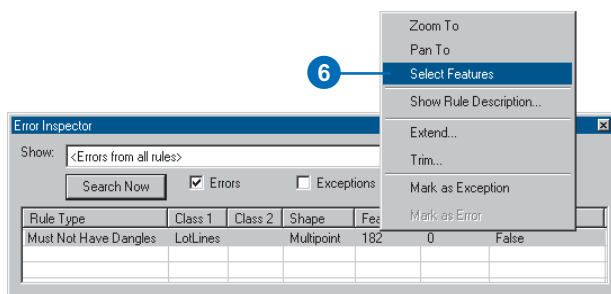 Zoom To
Pan To
6
Select Features
Show Rule Description...
Extend...
Trim...
Mark as Exception
Mark as Error
Error Inspector
Show: <Errors from all rules>
Search Now Errors Exceptions
Rule Type Class 1 Class 2 Shape Fea
Must Not Have Dangles LotLines Multipoint 182 0 False